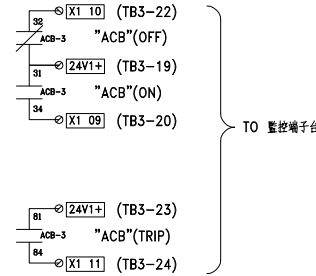 X1 10 (TB3-22)
32
ACB-3 "ACB"(OFF)
31 24V1+ (TB3-19)
ACB-3 "ACB"(ON)
34
X1 09 (TB3-20)
TO 監控端子台
24V1+ (TB3-23)
81
ACB-3 "ACB"(TRIP)
84
X1 11 (TB3-24)